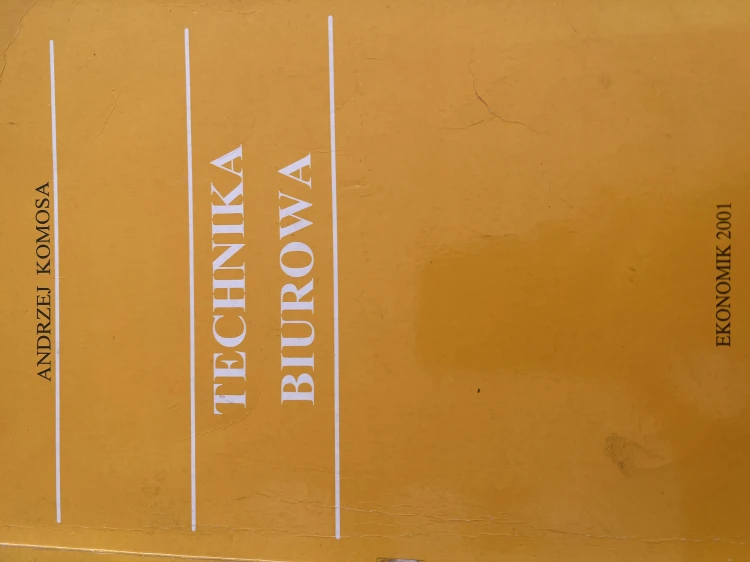 ANDRZEJ KOMOSA
TECHNIKA
BIUROWA
EKONOMIK 2001